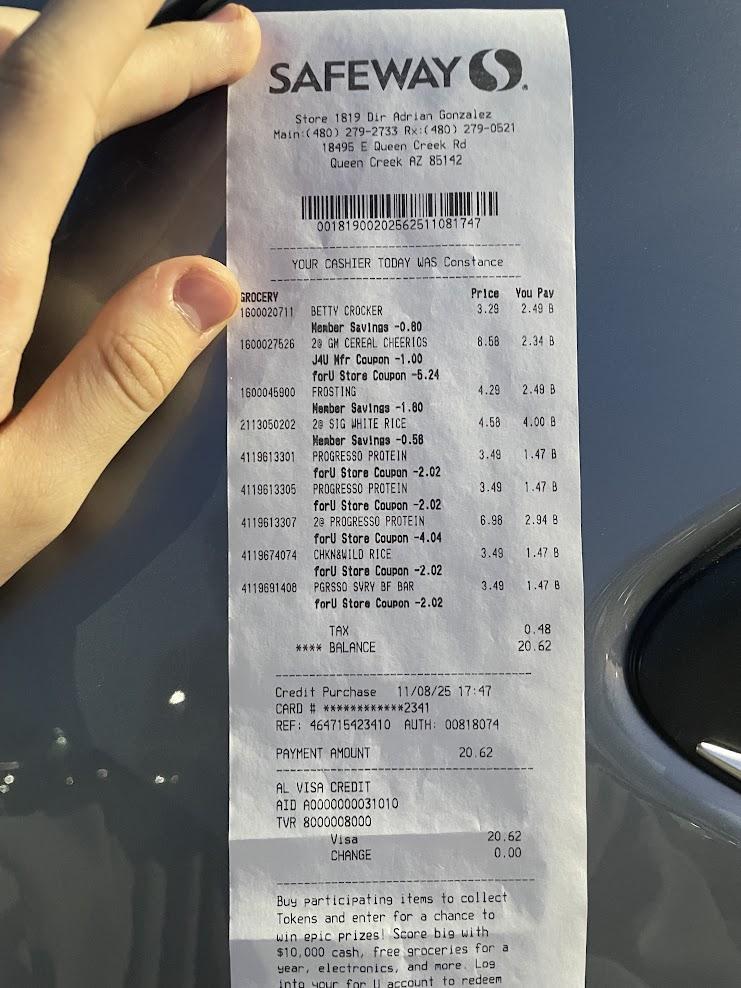 SAFEWAY
Store 1819 Dir Adrian Gonzalez
Main:(480) 279-2733 Rx:(480) 279-0521
18495 E Queen Creek Rd
Queen Creek AZ 85142
00181900202562511081747
YOUR CASHIER TODAY WAS Constance
GROCERY Price You Pay
1600020711 BETTY CROCKER 3.29 2.49 B
Member Savings -0.80
1600027526 2@ GM CEREAL CHEERIOS 8.58 2.34 B
J4U Mfr Coupon -1.00
forU Store Coupon -5.24
1600045900 FROSTING 4.29 2.49 B
Member Savings -1.80
2113050202 2@ SIG WHITE RICE 4.58 4.00 B
Member Savings -0.58
4119613301 PROGRESSO PROTEIN 3.49 1.47 B
forU Store Coupon -2.02
4119613305 PROGRESSO PROTEIN 3.49 1.47 B
forU Store Coupon -2.02
4119613307 2@ PROGRESSO PROTEIN 6.98 2.94 B
forU Store Coupon -4.04
4119674074 CHKN&WILD RICE 3.49 1.47 B
forU Store Coupon -2.02
4119691408 PGRSSO SVRY BF BAR 3.49 1.47 B
forU Store Coupon -2.02
TAX 0.48
**** BALANCE 20.62
Credit Purchase 11/08/25 17:47
CARD # ************2341
REF: 464715423410 AUTH: 00818074
PAYMENT AMOUNT 20.62
AL VISA CREDIT
AID A0000000031010
TVR 8000008000
Visa 20.62
CHANGE 0.00
Buy participating items to collect
Tokens and enter for a chance to
win epic prizes! Score big with
$10,000 cash, free groceries for a
year, electronics, and more. Log
into your for U account to redeem